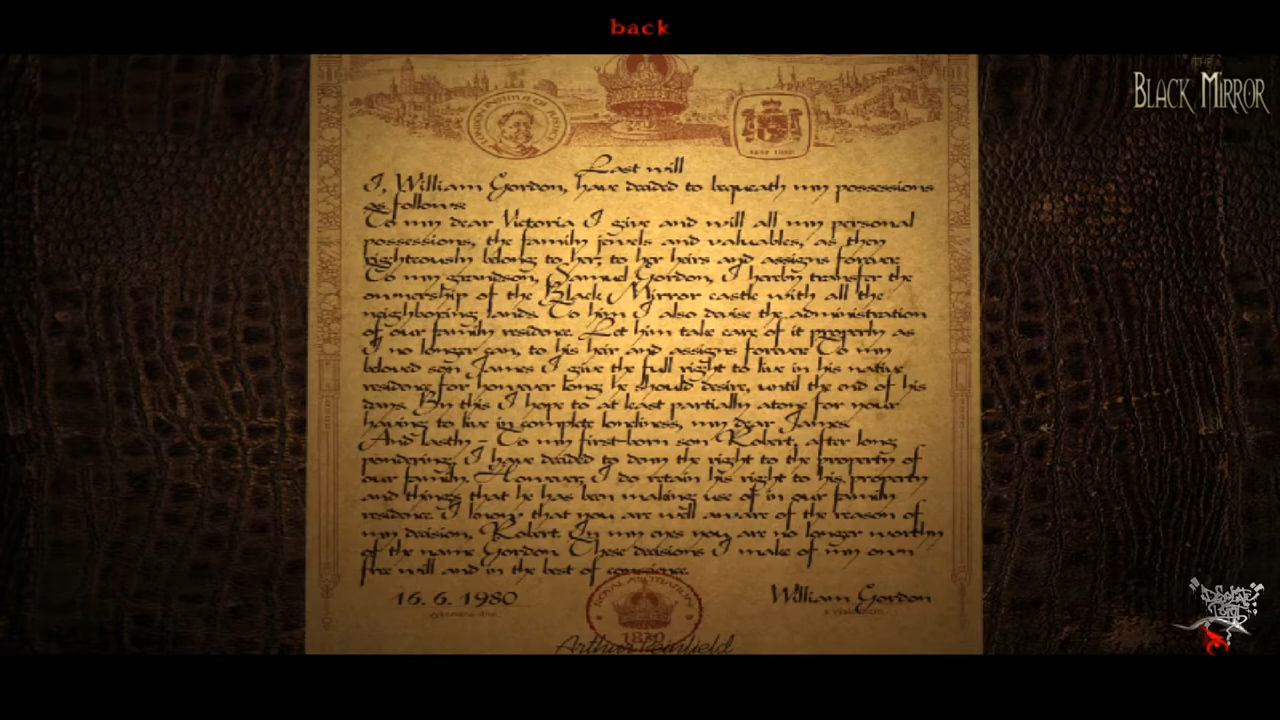 back
THE
BLACK MIRROR
LONDON INSTITUT OF
Last will
I, William Gordon, have decided to bequeath my possessions
as follows:
To my dear Victoria I give and will all my personal
possessions, the family jewels and valuables, as they
righteously belong to her, to her heirs and assigns forever.
To my grandson, Samuel Gordon, I hereby transfer the
ownership of the Black Mirror castle with all the
neighboring lands. To him I also devise the administration
of our family residence. Let him take care of it properly as
I no longer can, to his heir and assigns forever. To my
beloved son James I give the full right to live in his native
residence for however long he should desire, until the end of his
days. By this I hope to at least partially atone for your
having to live in complete loneliness, my dear James.
And lastly - To my first-born son Robert, after long
pondering, I have decided to deny the right to the property of
our family. However, I do retain his right to his property
and things that he has been making use of in our family
residence. I know that you are well aware of the reason of
my decision, Robert. In my eyes you are no longer worthy
of the name Gordon. These decisions I make of my own
free will and in the best of conscience.
16. 6. 1980
William Gordon
ROYAL ARBITRATION
1830
Arthur